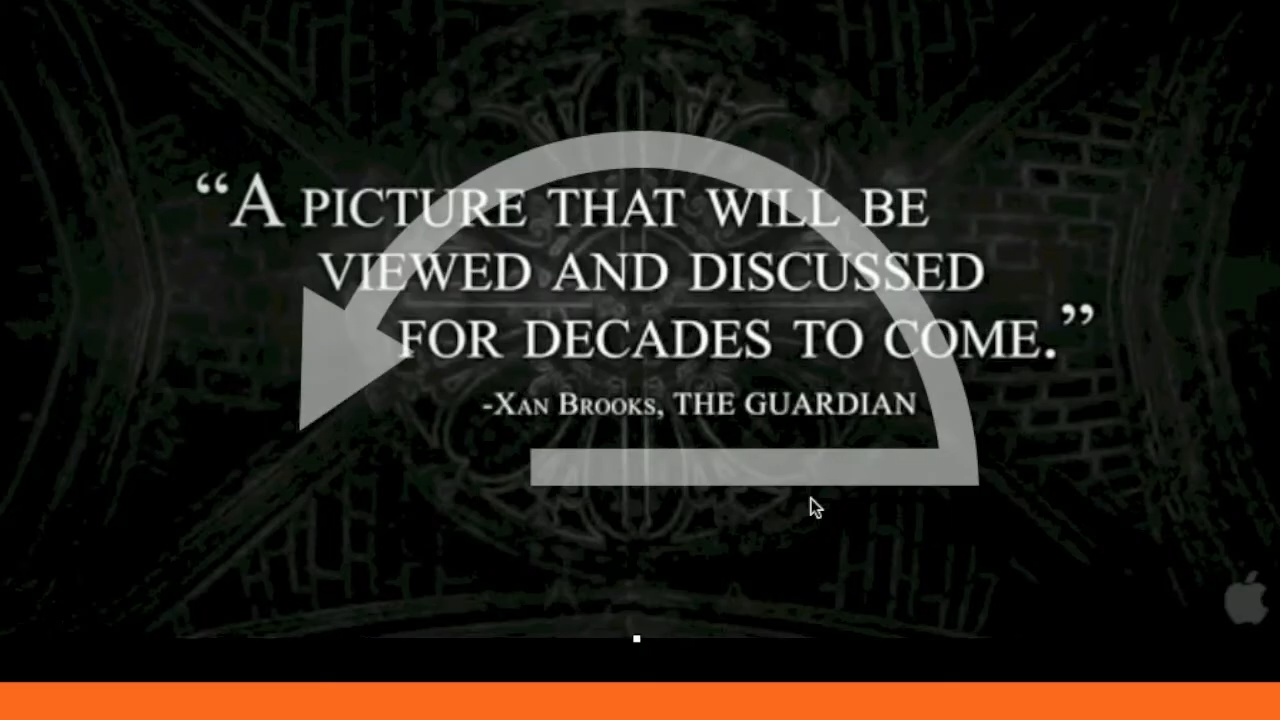 “A PICTURE THAT WILL BE
VIEWED AND DISCUSSED
FOR DECADES TO COME.”
-XAN BROOKS, THE GUARDIAN